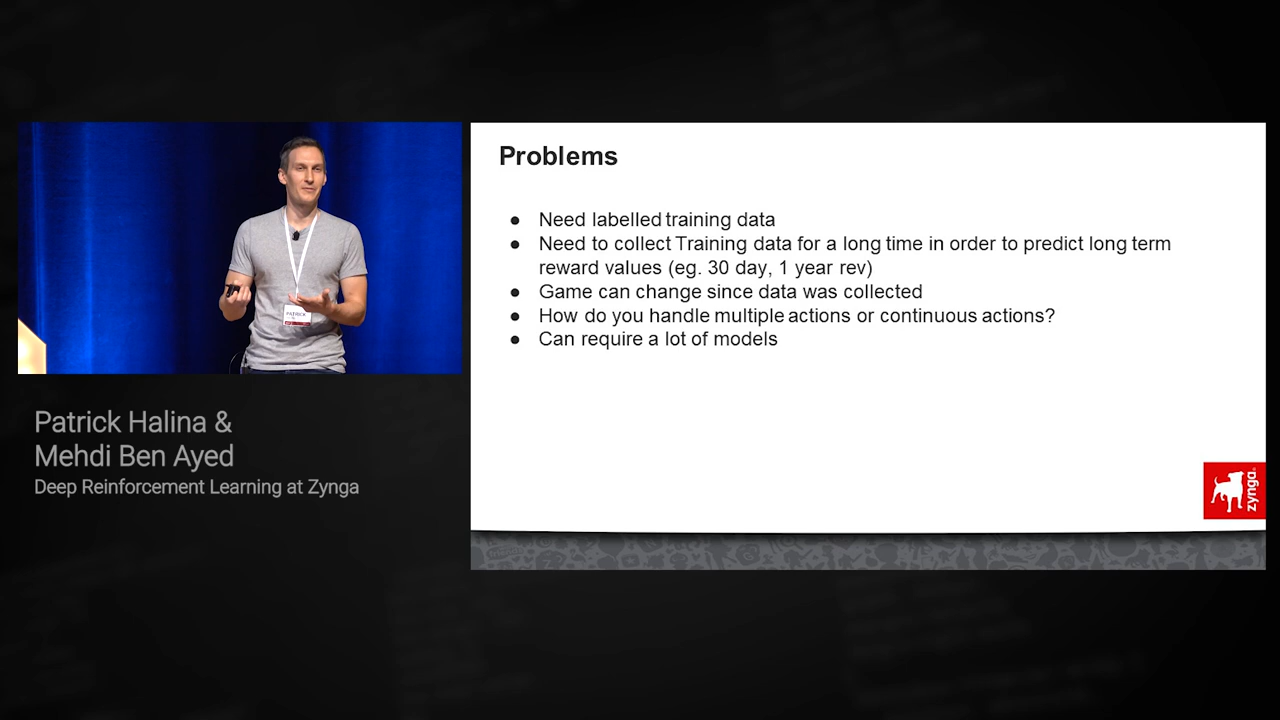 Problems
● Need labelled training data
● Need to collect Training data for a long time in order to predict long term
reward values (eg. 30 day, 1 year rev)
● Game can change since data was collected
● How do you handle multiple actions or continuous actions?
● Can require a lot of models
PATRICK
Patrick Halina &
Mehdi Ben Ayed
Deep Reinforcement Learning at Zynga
zynga